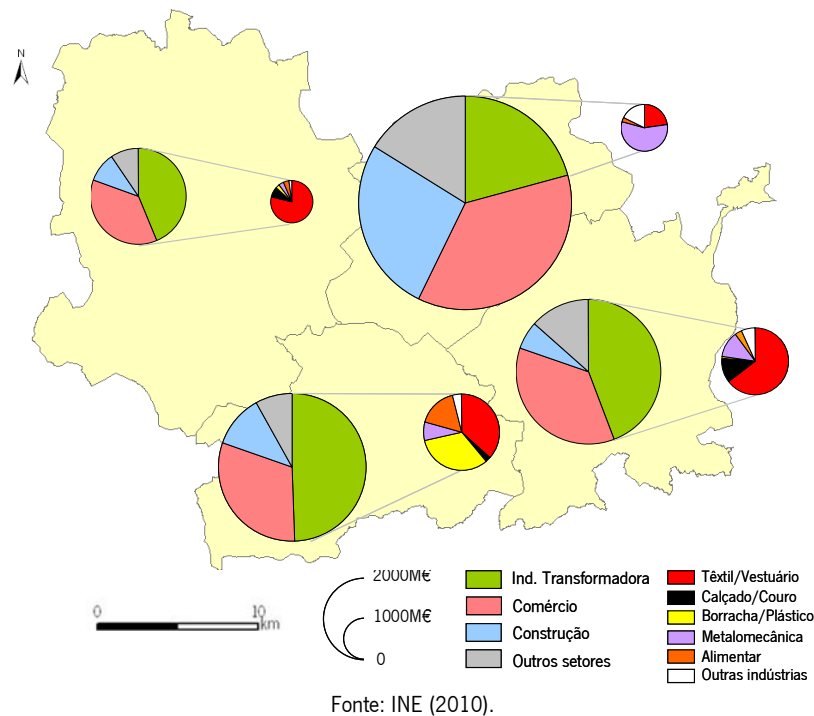 N
0
10
km
2000M€
1000M€
0
Ind. Transformadora
Comércio
Construção
Outros setores
Têxtil/Vestuário
Calçado/Couro
Borracha/Plástico
Metalomecânica
Alimentar
Outras indústrias
Fonte: INE (2010).